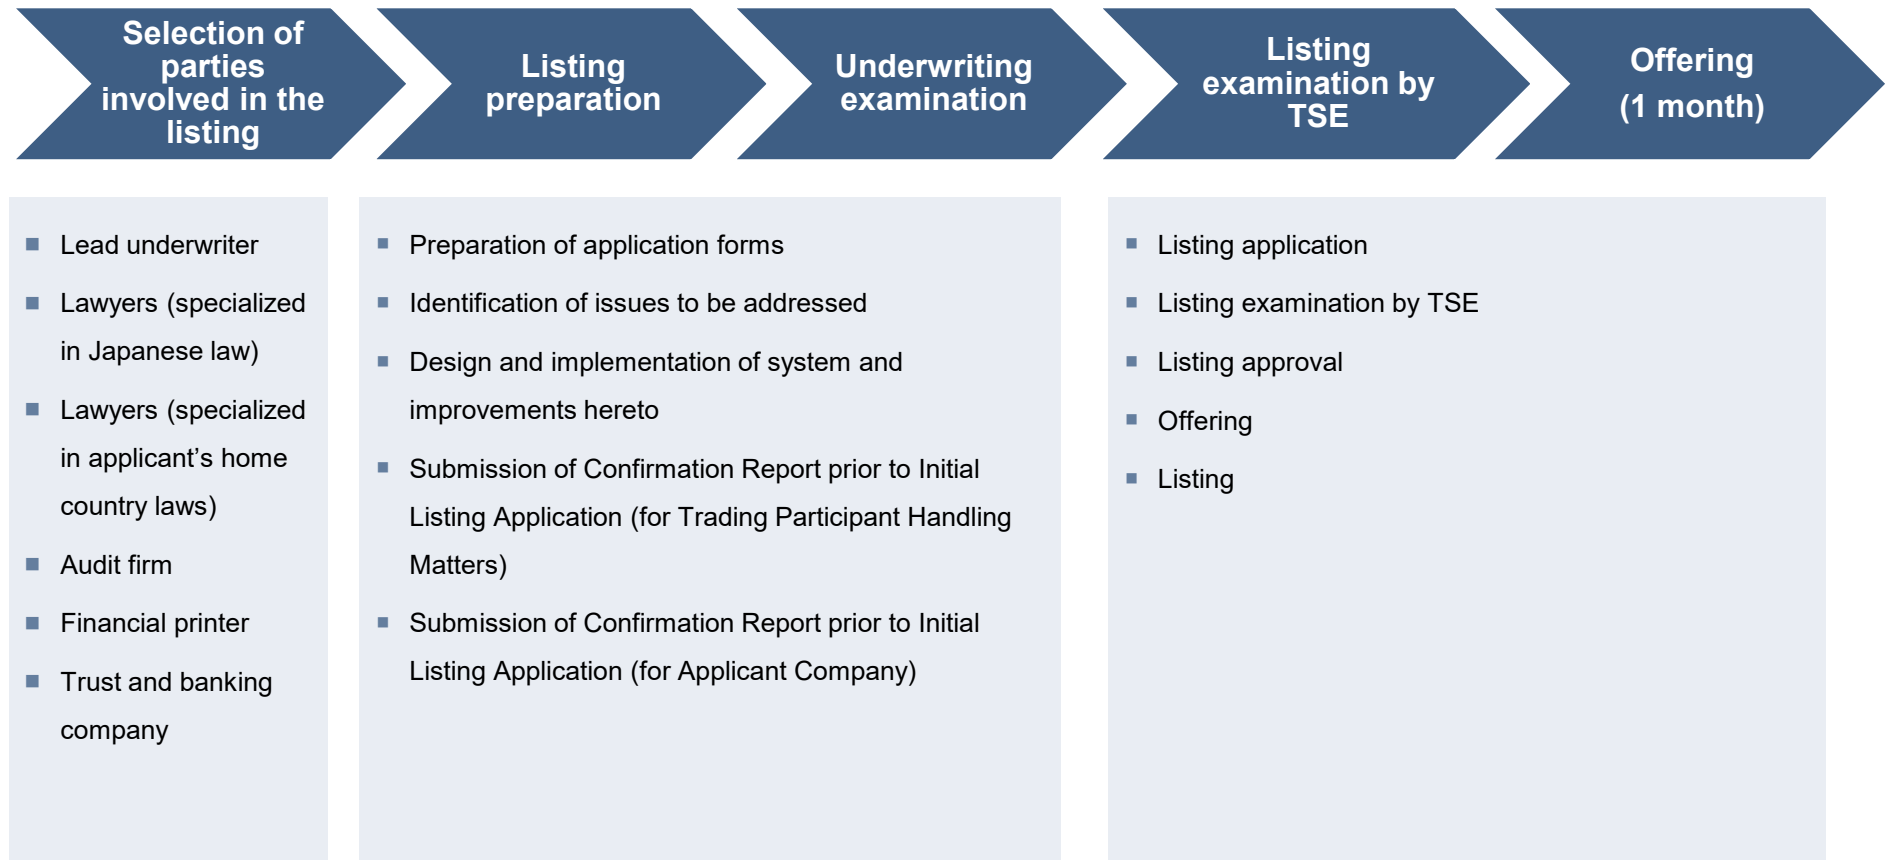 Selection of
parties
involved in the
listing
Listing
preparation
Underwriting
examination
Listing
examination by
TSE
Offering
(1 month)
Lead underwriter
Lawyers (specialized
in Japanese law)
Lawyers (specialized
in applicant’s home
country laws)
Audit firm
Financial printer
Trust and banking
company
Preparation of application forms
Identification of issues to be addressed
Design and implementation of system and
improvements hereto
Submission of Confirmation Report prior to Initial
Listing Application (for Trading Participant Handling
Matters)
Submission of Confirmation Report prior to Initial
Listing Application (for Applicant Company)
Listing application
Listing examination by TSE
Listing approval
Offering
Listing